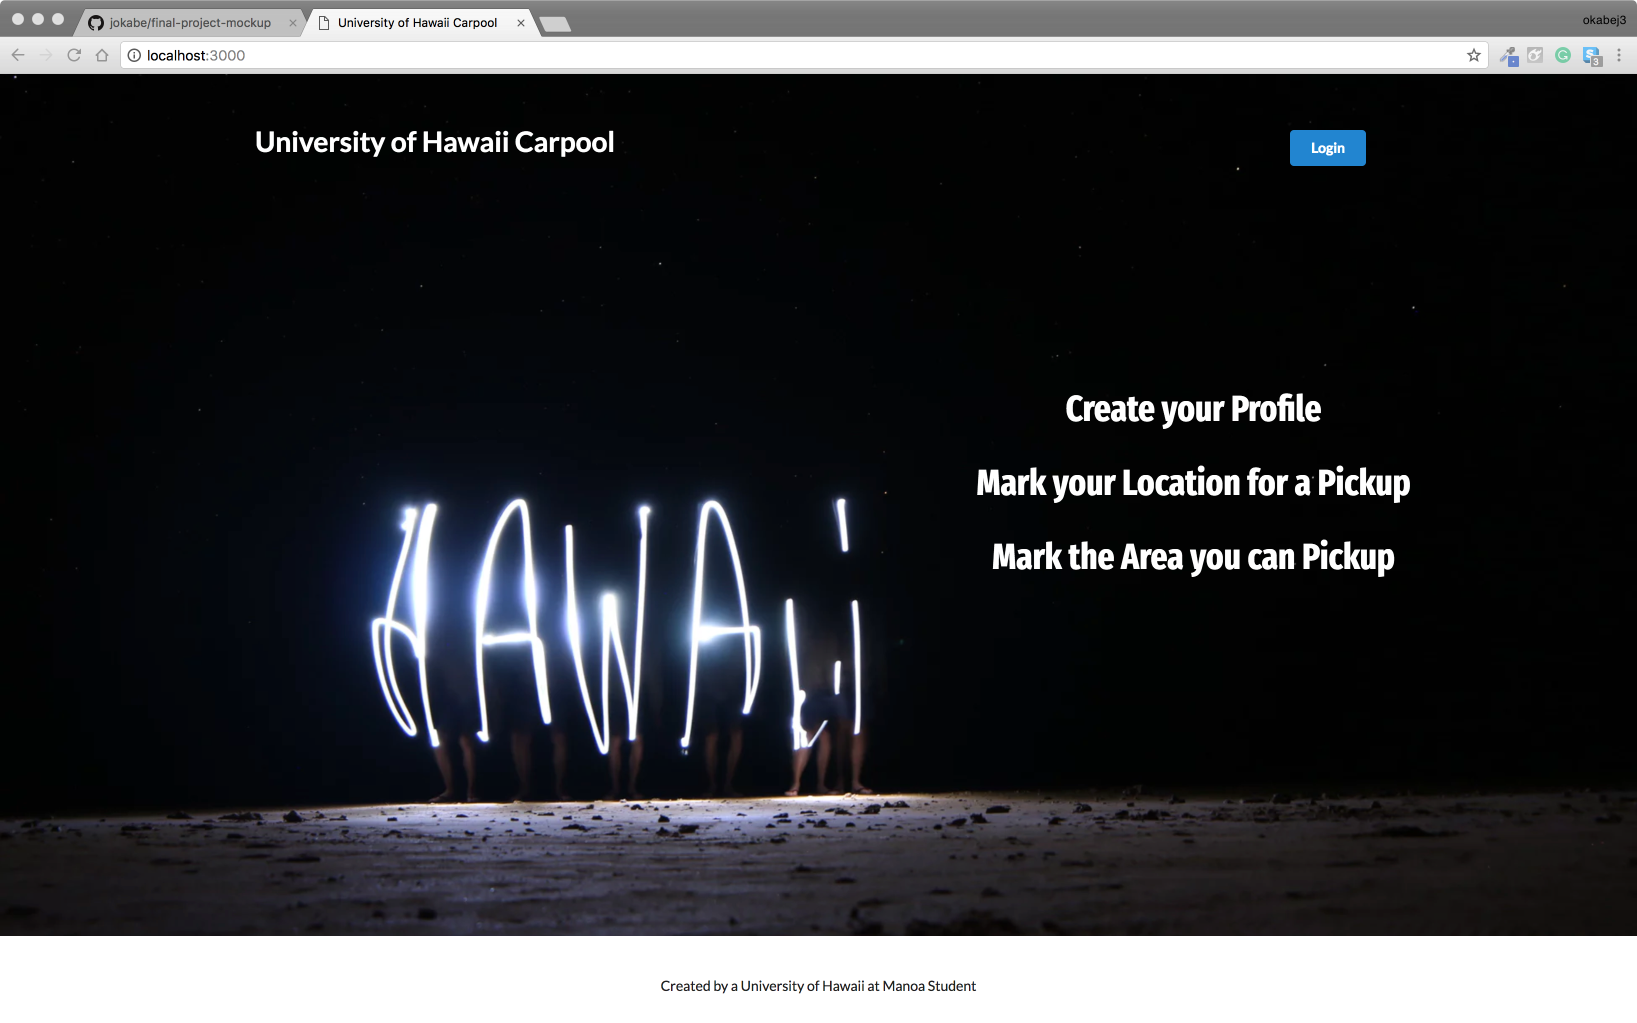 jokabe/final-project-mockup
University of Hawaii Carpool
okabej3
localhost:3000
3
University of Hawaii Carpool
Login
Create your Profile
Mark your Location for a Pickup
Mark the Area you can Pickup
HAWAii
Created by a University of Hawaii at Manoa Student